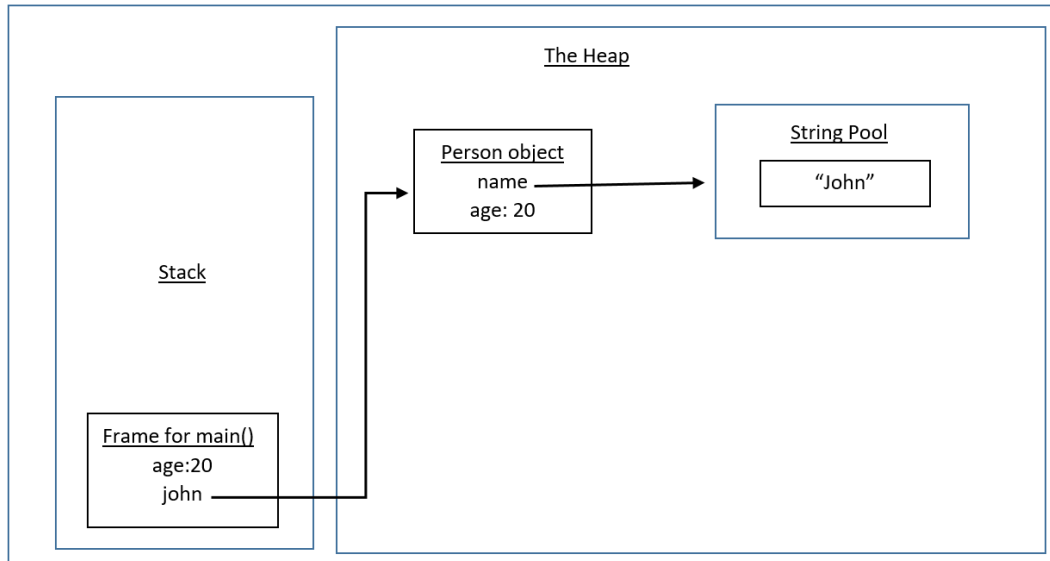 The Heap
String Pool
“John”
Person object
name
age: 20
Stack
Frame for main()
age:20
john